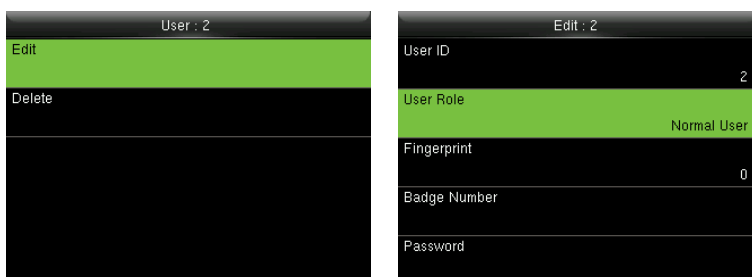 User : 2
Edit
Delete
Edit : 2
User ID
2
User Role
Normal User
Fingerprint
0
Badge Number
Password